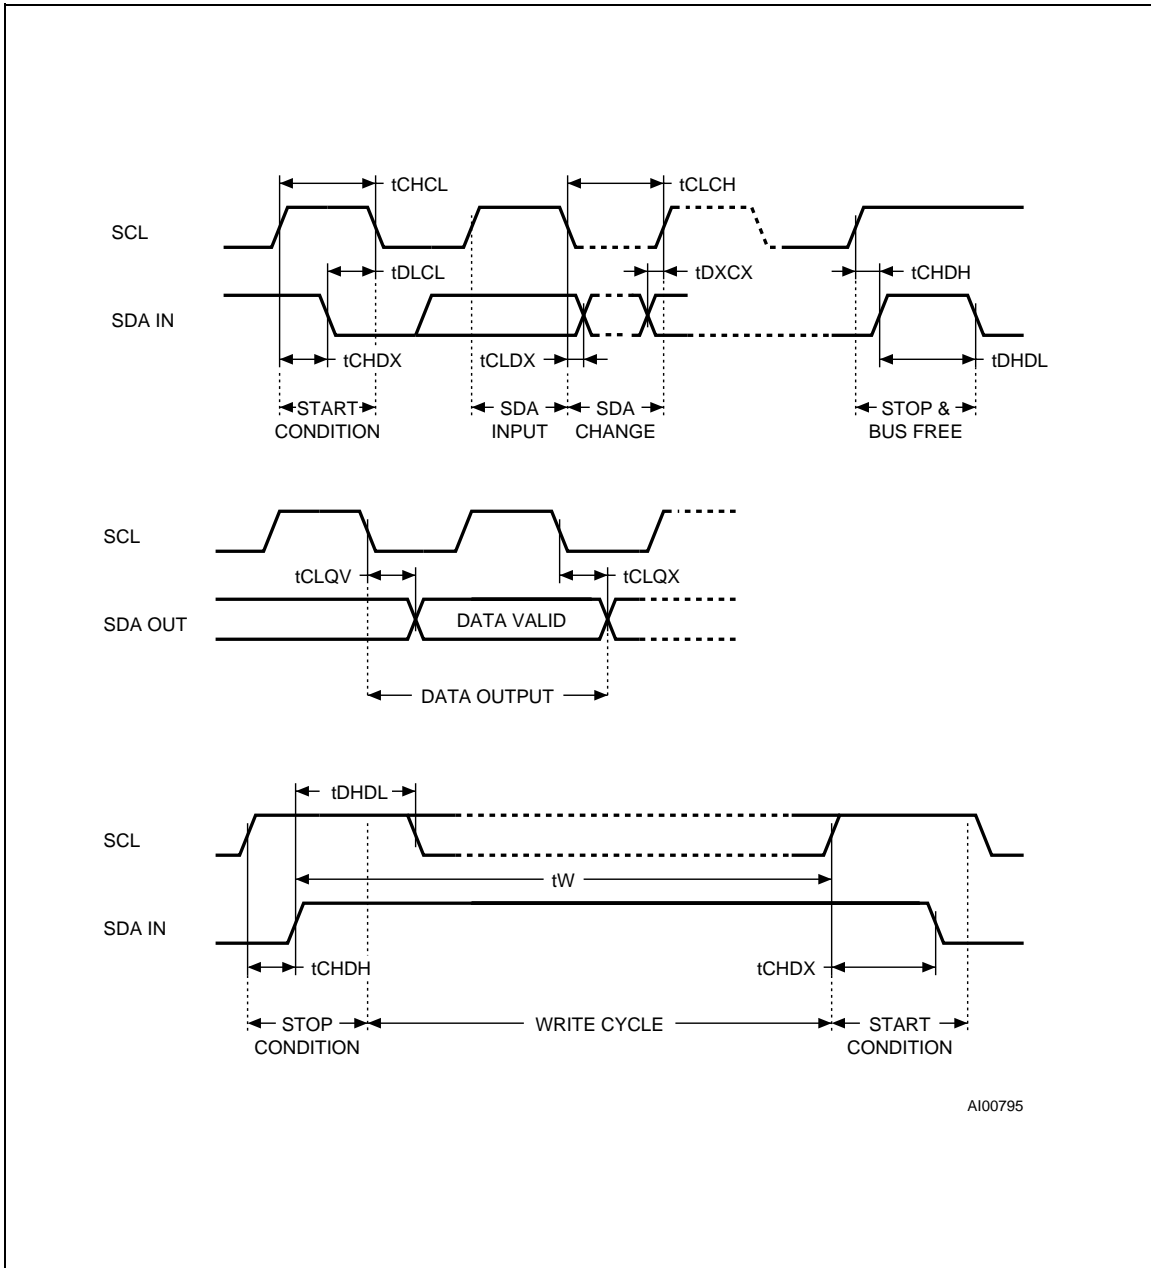 tCHCL
tCLCH
SCL
tDLCL
tDXCX
tCHDH
SDA IN
tCHDX
tCLDX
tDHDL
START
CONDITION
SDA
INPUT
SDA
CHANGE
STOP &
BUS FREE
SCL
tCLQV
tCLQX
SDA OUT
DATA VALID
DATA OUTPUT
tDHDL
SCL
tW
SDA IN
tCHDH
tCHDX
STOP
CONDITION
WRITE CYCLE
START
CONDITION
AI00795